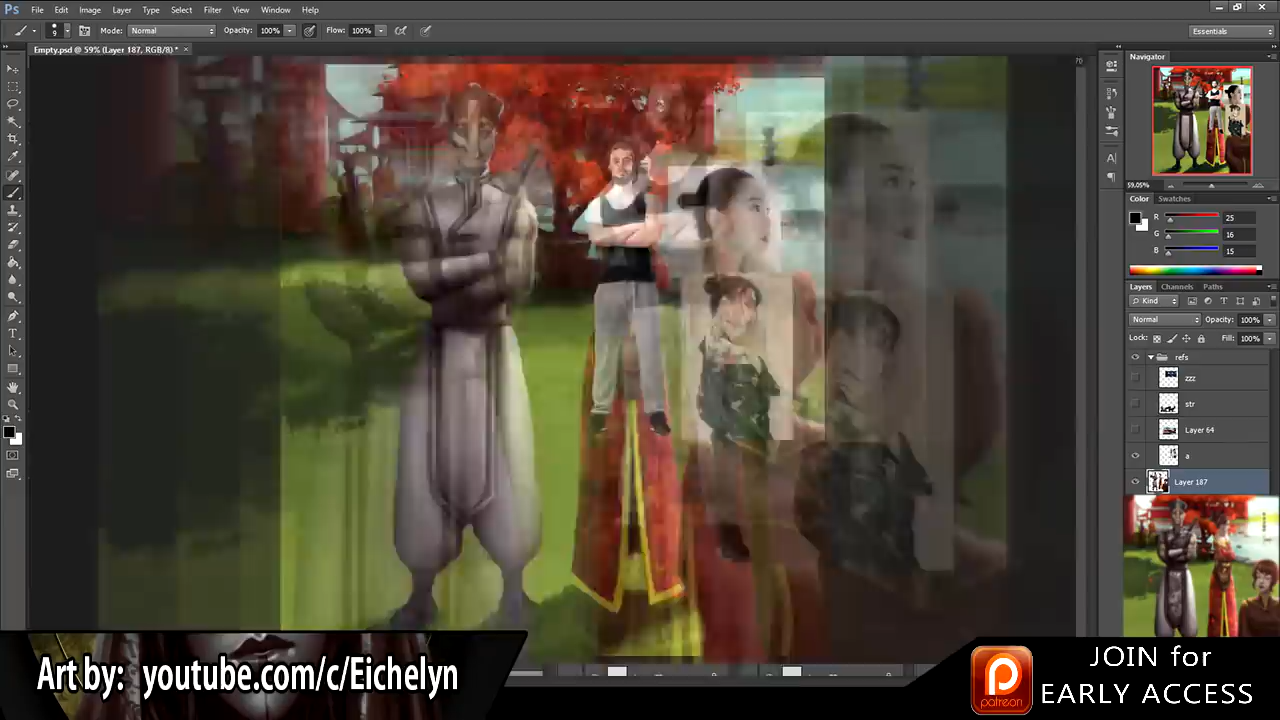 Ps File Edit Image Layer Type Select Filter View Window Help
9 Mode: Normal Opacity: 100% Flow: 100% Essentials
Empty.psd @ 59% (Layer 187, RGB/8) * ×
70
Navigator
59.05%
Color Swatches
R 25
G 16
B 15
Layers Channels Paths
Kind
Normal Opacity: 100%
Lock: Fill: 100%
refs
zzz
str
Layer 64
a
Layer 187
Art by: youtube.com/c/Eichelyn
patreon
JOIN for
EARLY ACCESS